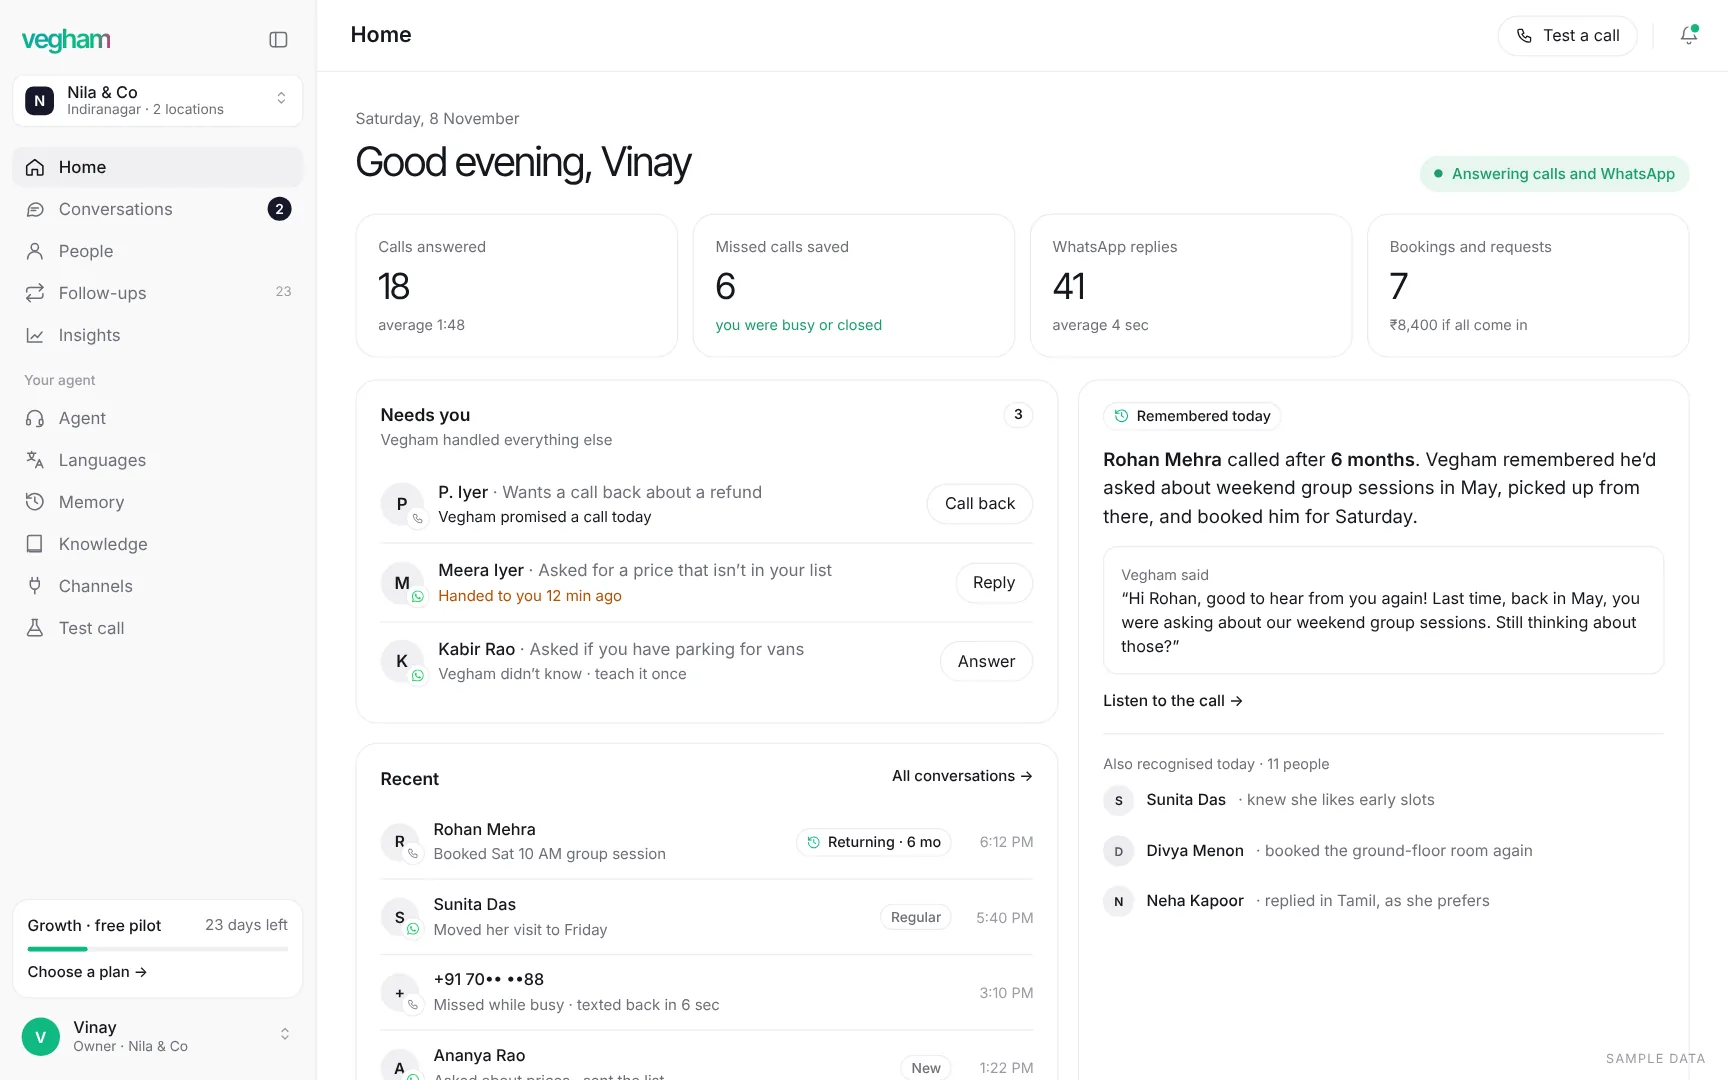 vegham
N
Nila & Co
Indiranagar · 2 locations
Home
Conversations
2
People
Follow-ups
23
Insights
Your agent
Agent
Languages
Memory
Knowledge
Channels
Test call
Growth · free pilot
23 days left
Choose a plan →
V
Vinay
Owner · Nila & Co
Home
Test a call
Saturday, 8 November
Good evening, Vinay
Answering calls and WhatsApp
Calls answered
18
average 1:48
Missed calls saved
6
you were busy or closed
WhatsApp replies
41
average 4 sec
Bookings and requests
7
₹8,400 if all come in
Needs you
3
Vegham handled everything else
P
P. Iyer · Wants a call back about a refund
Vegham promised a call today
Call back
M
Meera Iyer · Asked for a price that isn’t in your list
Handed to you 12 min ago
Reply
K
Kabir Rao · Asked if you have parking for vans
Vegham didn’t know · teach it once
Answer
Recent
All conversations →
R
Rohan Mehra
Booked Sat 10 AM group session
Returning · 6 mo
6:12 PM
S
Sunita Das
Moved her visit to Friday
Regular
5:40 PM
+
+91 70•• ••88
Missed while busy · texted back in 6 sec
3:10 PM
A
Ananya Rao
Asked about prices · sent the list
New
1:22 PM
Remembered today
Rohan Mehra called after 6 months. Vegham remembered he’d
asked about weekend group sessions in May, picked up from
there, and booked him for Saturday.
Vegham said
“Hi Rohan, good to hear from you again! Last time, back in May, you
were asking about our weekend group sessions. Still thinking about
those?”
Listen to the call →
Also recognised today · 11 people
S
Sunita Das · knew she likes early slots
D
Divya Menon · booked the ground-floor room again
N
Neha Kapoor · replied in Tamil, as she prefers
SAMPLE DATA